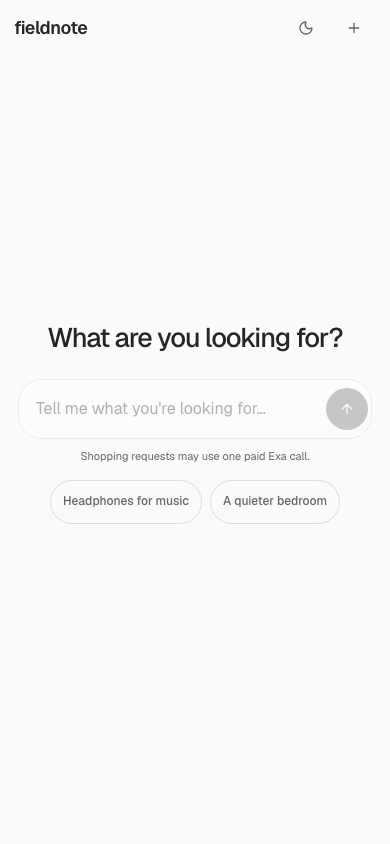 fieldnote
What are you looking for?
Tell me what you're looking for...
Shopping requests may use one paid Exa call.
Headphones for music
A quieter bedroom